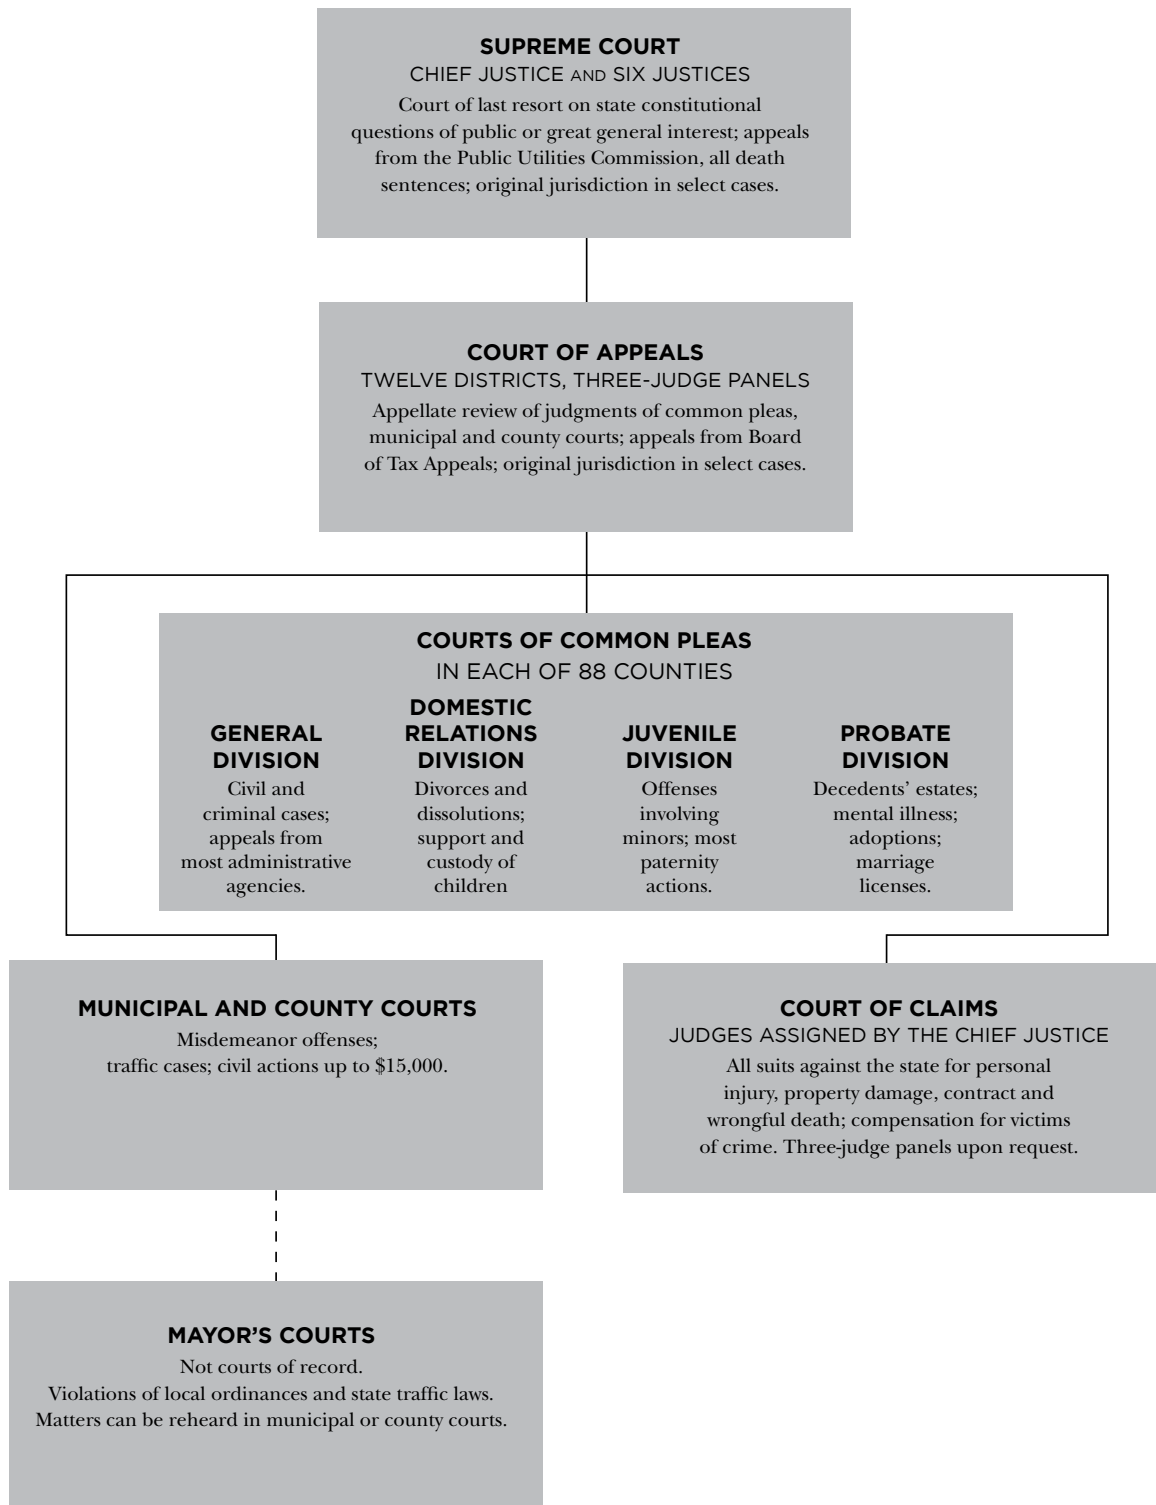 SUPREME COURT
CHIEF JUSTICE AND SIX JUSTICES
Court of last resort on state constitutional
questions of public or great general interest; appeals
from the Public Utilities Commission, all death
sentences; original jurisdiction in select cases.
COURT OF APPEALS
TWELVE DISTRICTS, THREE-JUDGE PANELS
Appellate review of judgments of common pleas,
municipal and county courts; appeals from Board
of Tax Appeals; original jurisdiction in select cases.
COURTS OF COMMON PLEAS
IN EACH OF 88 COUNTIES
GENERAL
DIVISION
Civil and
criminal cases;
appeals from
most administrative
agencies.
DOMESTIC
RELATIONS
DIVISION
Divorces and
dissolutions;
support and
custody of
children
JUVENILE
DIVISION
Offenses
involving
minors; most
paternity
actions.
PROBATE
DIVISION
Decedents’ estates;
mental illness;
adoptions;
marriage
licenses.
MUNICIPAL AND COUNTY COURTS
Misdemeanor offenses;
traffic cases; civil actions up to $15,000.
COURT OF CLAIMS
JUDGES ASSIGNED BY THE CHIEF JUSTICE
All suits against the state for personal
injury, property damage, contract and
wrongful death; compensation for victims
of crime. Three-judge panels upon request.
MAYOR’S COURTS
Not courts of record.
Violations of local ordinances and state traffic laws.
Matters can be reheard in municipal or county courts.